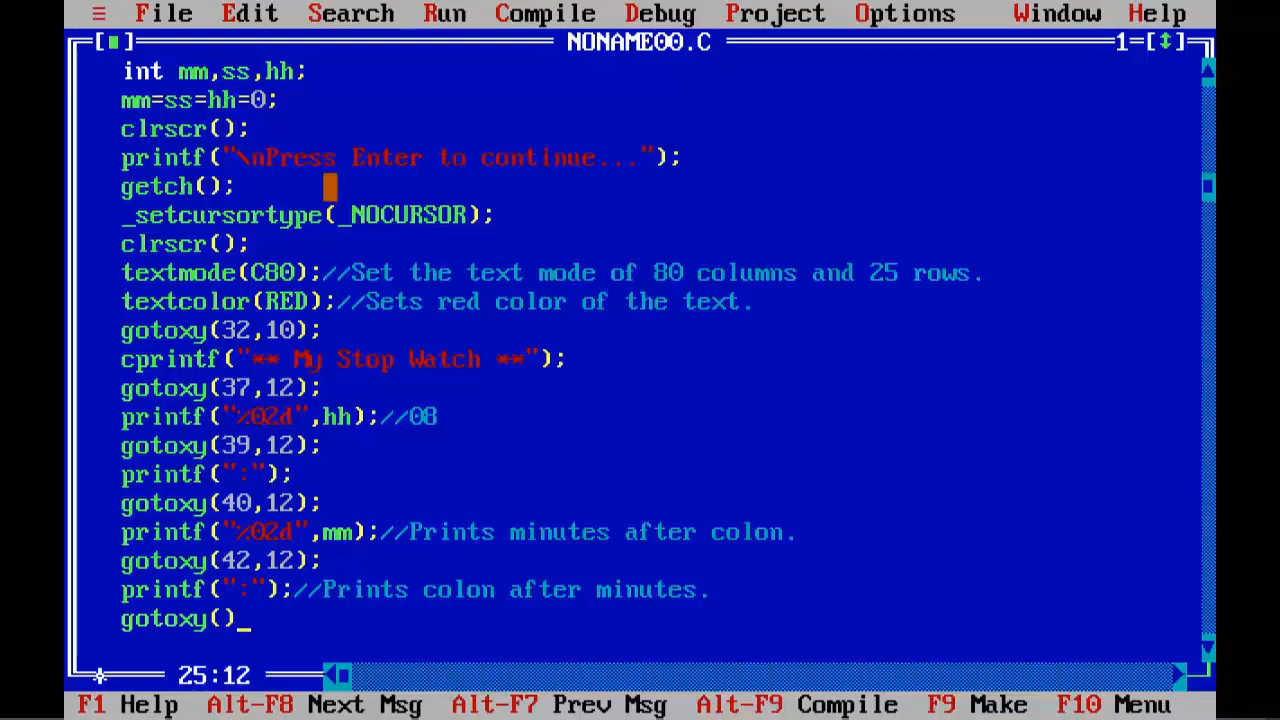 ≡ File Edit Search Run Compile Debug Project Options Window Help
[■] NONAME00.C 1=[↕]
int mm,ss,hh;
mm=ss=hh=0;
clrscr();
printf("\nPress Enter to continue...");
getch();
_setcursortype(_NOCURSOR);
clrscr();
textmode(C80);//Set the text mode of 80 columns and 25 rows.
textcolor(RED);//Sets red color of the text.
gotoxy(32,10);
cprintf("** My Stop Watch **");
gotoxy(37,12);
printf("%02d",hh);//08
gotoxy(39,12);
printf(":");
gotoxy(40,12);
printf("%02d",mm);//Prints minutes after colon.
gotoxy(42,12);
printf(":");//Prints colon after minutes.
gotoxy()_
25:12
F1 Help Alt-F8 Next Msg Alt-F7 Prev Msg Alt-F9 Compile F9 Make F10 Menu